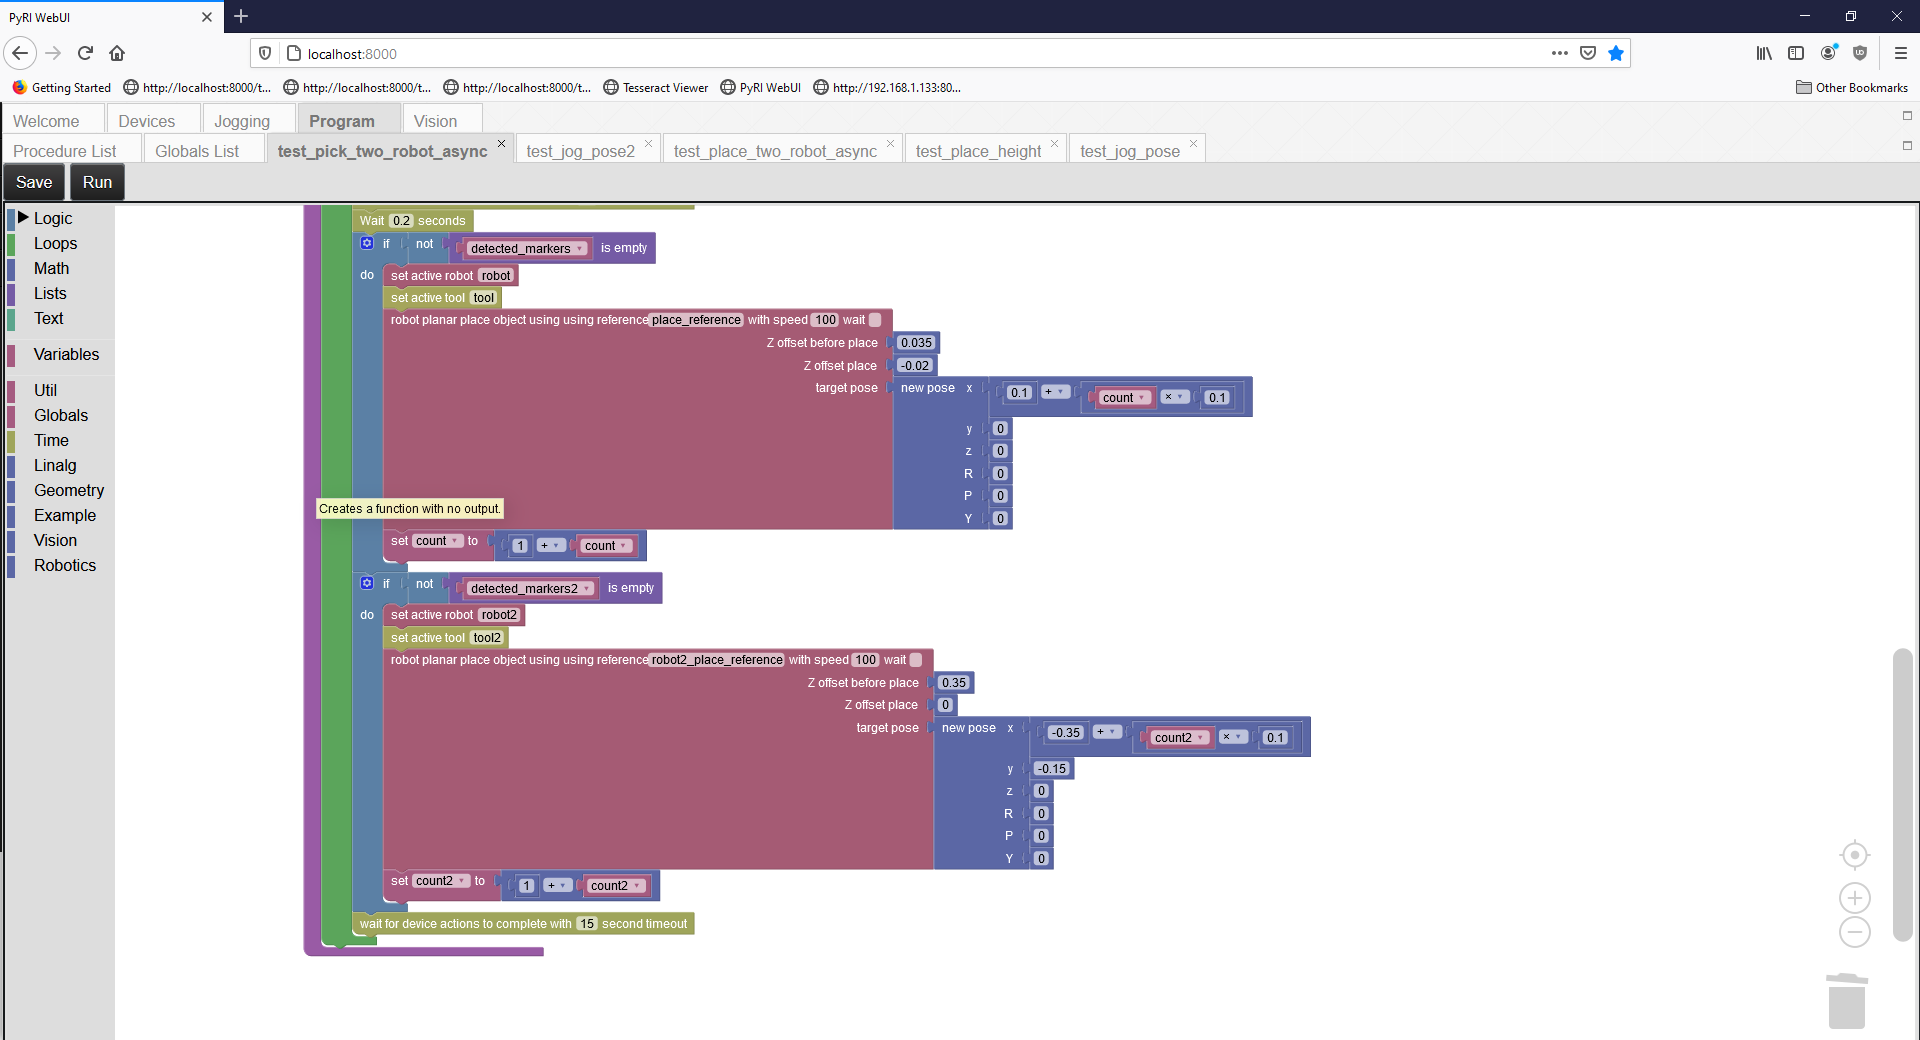 PyRI WebUI
localhost:8000
Getting Started
http://localhost:8000/t...
http://localhost:8000/t...
http://localhost:8000/t...
Tesseract Viewer
PyRI WebUI
http://192.168.1.133:80...
Other Bookmarks
Welcome
Devices
Jogging
Program
Vision
Procedure List
Globals List
test_pick_two_robot_async
test_jog_pose2
test_place_two_robot_async
test_place_height
test_jog_pose
Save
Run
Logic
Loops
Math
Lists
Text
Variables
Util
Globals
Time
Linalg
Geometry
Example
Vision
Robotics
Wait 0.2 seconds
if not detected_markers is empty
do set active robot robot
set active tool tool
robot planar place object using using reference place_reference with speed 100 wait
Z offset before place 0.035
Z offset place -0.02
target pose new pose x 0.1 + count × 0.1
y 0
z 0
R 0
P 0
Y 0
Creates a function with no output.
set count to 1 + count
if not detected_markers2 is empty
do set active robot robot2
set active tool tool2
robot planar place object using using reference robot2_place_reference with speed 100 wait
Z offset before place 0.35
Z offset place 0
target pose new pose x -0.35 + count2 × 0.1
y -0.15
z 0
R 0
P 0
Y 0
set count2 to 1 + count2
wait for device actions to complete with 15 second timeout